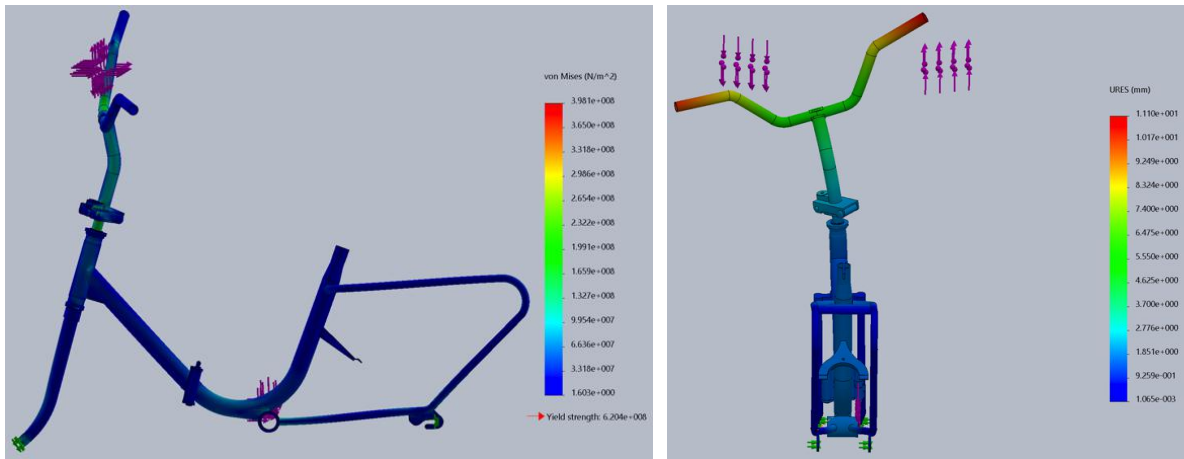 von Mises (N/m^2)
3.981e+008
3.650e+008
3.318e+008
2.986e+008
2.654e+008
2.322e+008
1.991e+008
1.659e+008
1.327e+008
9.954e+007
6.636e+007
3.318e+007
1.603e+000
Yield strength: 6.204e+008
URES (mm)
1.110e+001
1.017e+001
9.249e+000
8.324e+000
7.400e+000
6.475e+000
5.550e+000
4.625e+000
3.700e+000
2.776e+000
1.851e+000
9.259e-001
1.065e-003